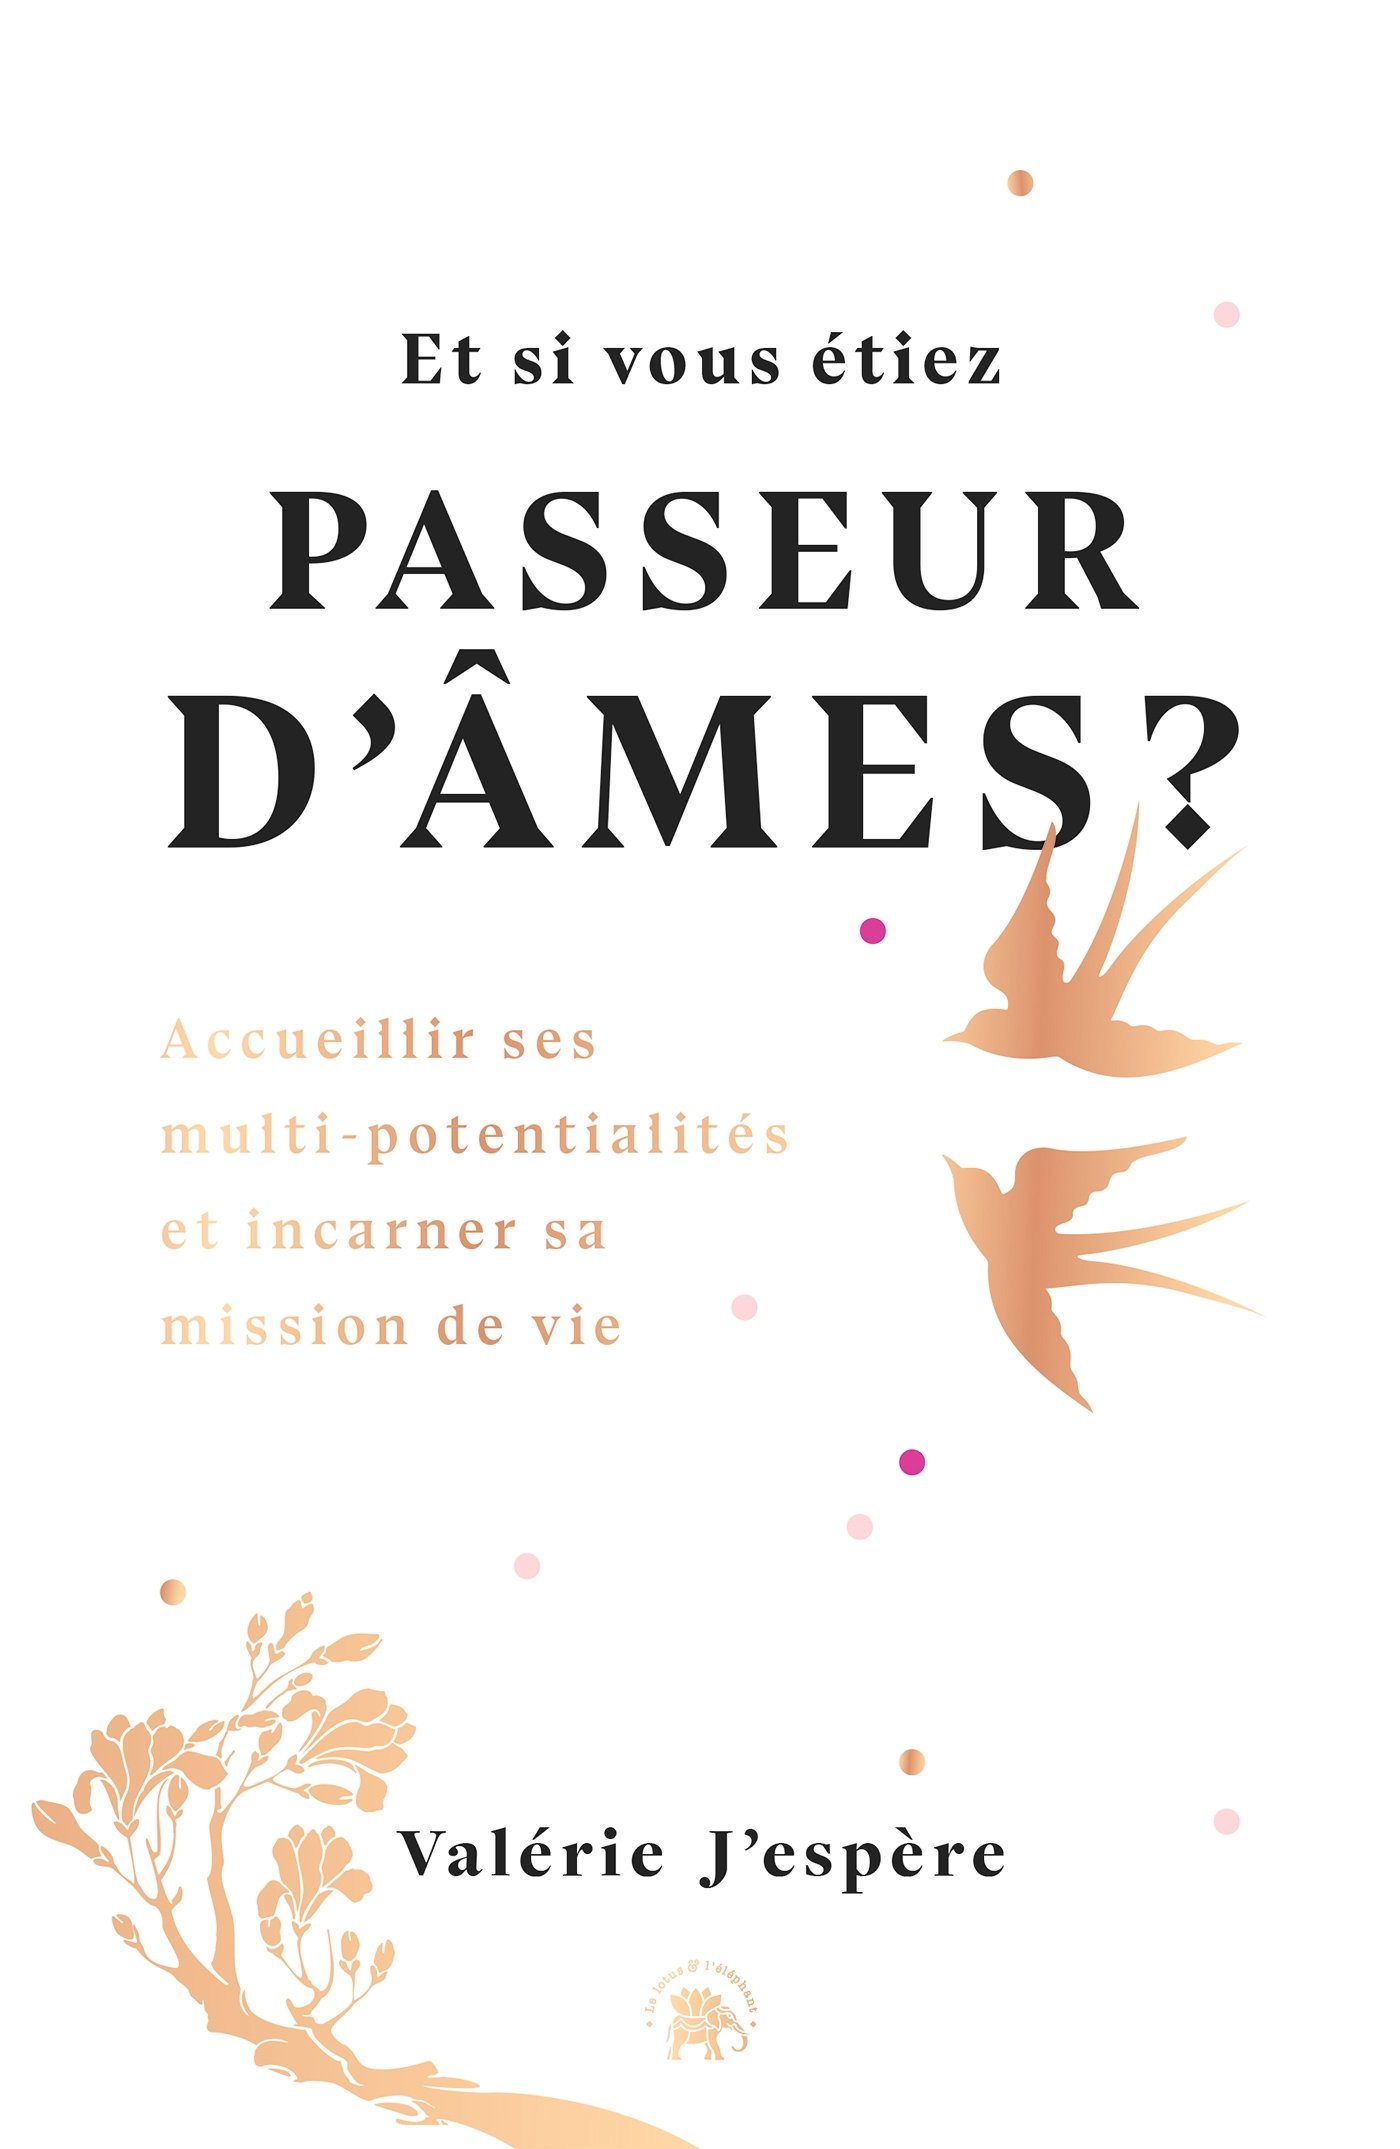 Et si vous étiez
PASSEUR
D’ÂMES?
Accueillir ses
multi-potentialités
et incarner sa
mission de vie
Valérie J’espère
Le lotus & l’éléphant